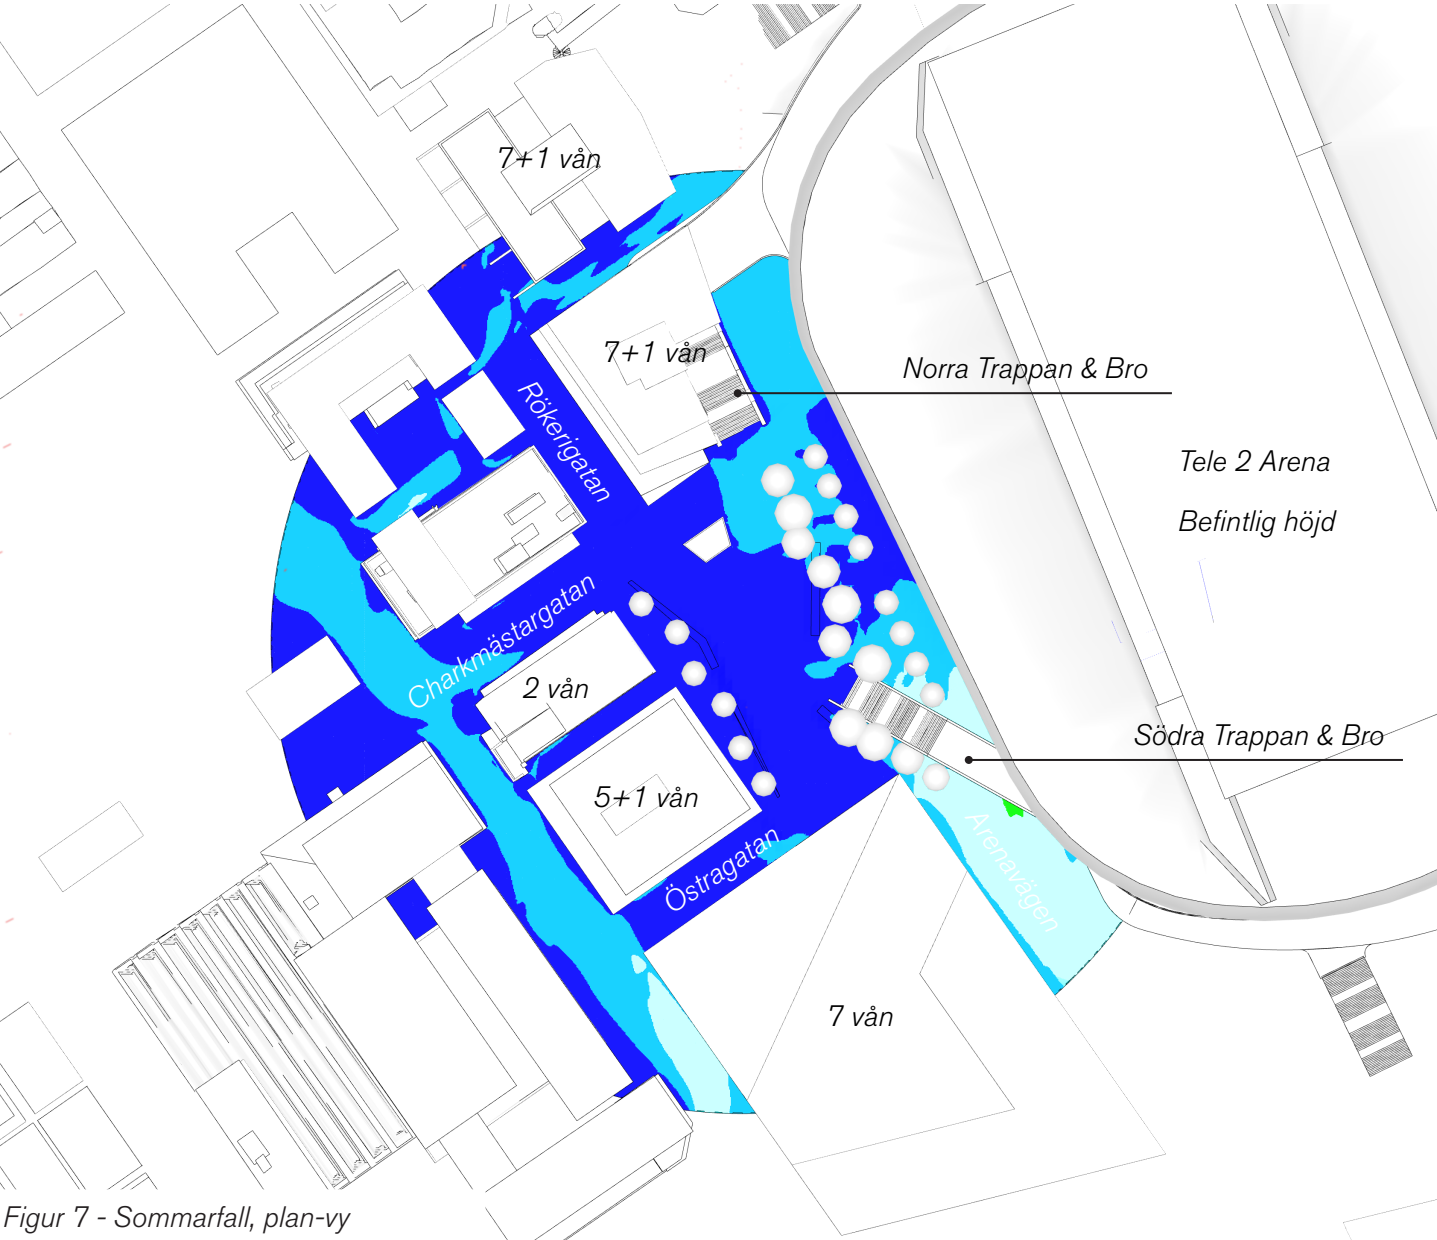 7+1 vån
7+1 vån
Norra Trappan & Bro
Rökerigatan
Tele 2 Arena
Befintlig höjd
Charkmästargatan
2 vån
Södra Trappan & Bro
5+1 vån
Östragatan
Arenavägen
7 vån
Figur 7 - Sommarfall, plan-vy